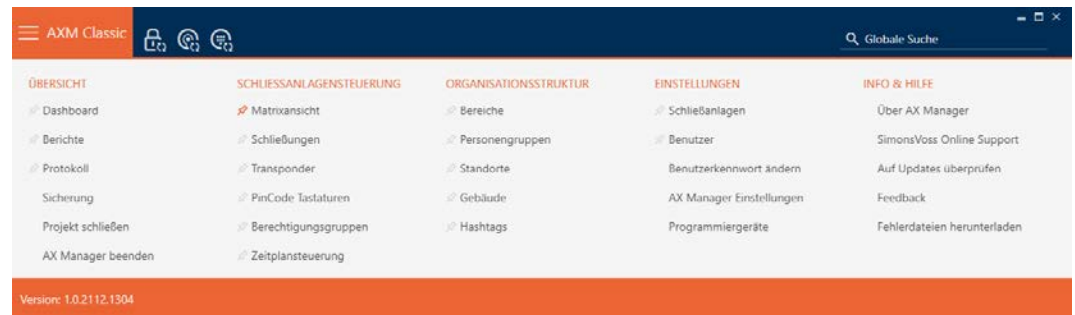 AXM Classic
Globale Suche
ÜBERSICHT SCHLIESSANLAGENSTEUERUNG ORGANISATIONSSTRUKTUR EINSTELLUNGEN INFO & HILFE
Dashboard Matrixansicht Bereiche Schließanlagen Über AX Manager
Berichte Schließungen Personengruppen Benutzer SimonsVoss Online Support
Protokoll Transponder Standorte Benutzerkennwort ändern Auf Updates überprüfen
Sicherung PinCode Tastaturen Gebäude AX Manager Einstellungen Feedback
Projekt schließen Berechtigungsgruppen Hashtags Programmiergeräte Fehlerdateien herunterladen
AX Manager beenden Zeitplansteuerung
Version: 1.0.2112.1304